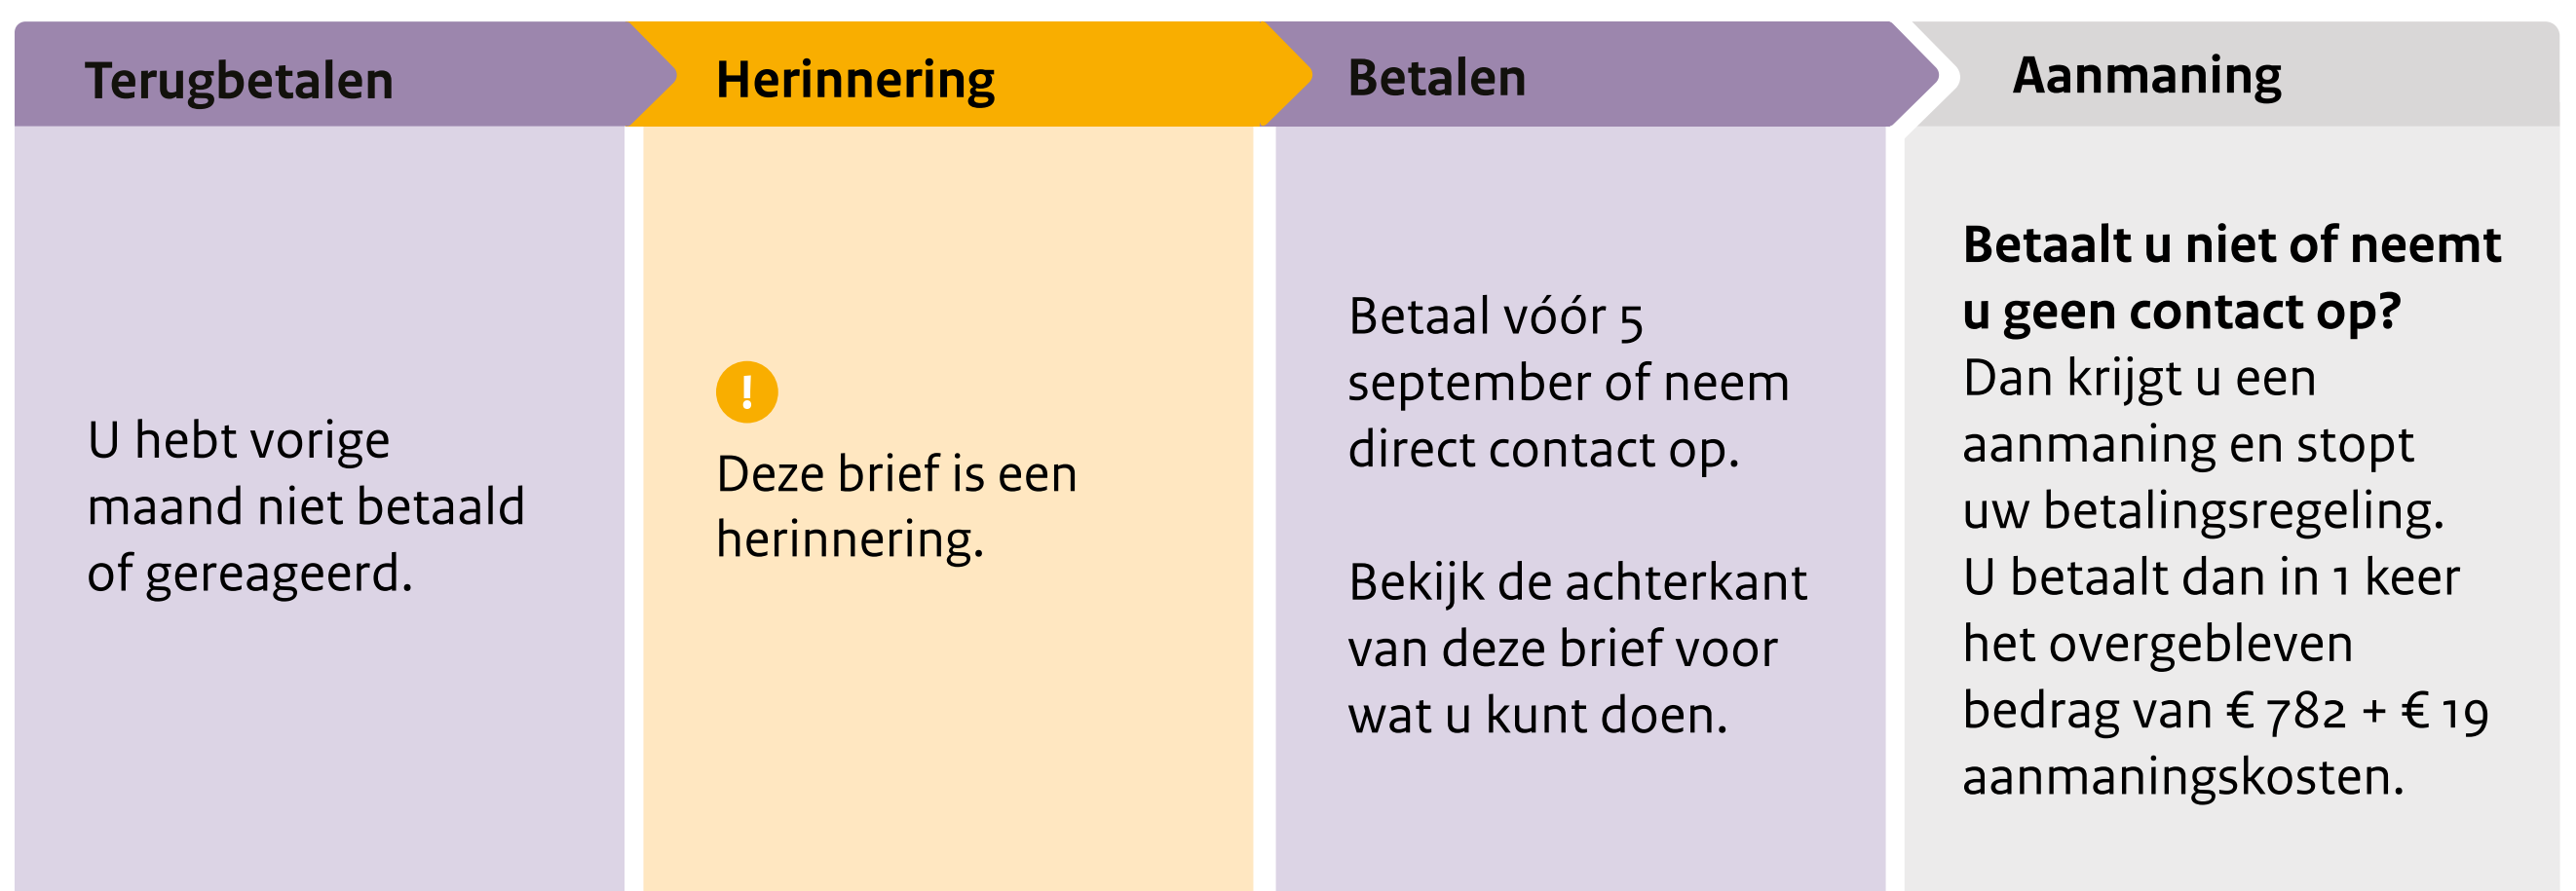 Terugbetalen
U hebt vorige
maand niet betaald
of gereageerd.
Herinnering
!
Deze brief is een
herinnering.
Betalen
Betaal vóór 5
september of neem
direct contact op.
Bekijk de achterkant
van deze brief voor
wat u kunt doen.
Aanmaning
Betaalt u niet of neemt
u geen contact op?
Dan krijgt u een
aanmaning en stopt
uw betalingsregeling.
U betaalt dan in 1 keer
het overgebleven
bedrag van € 782 + € 19
aanmaningskosten.